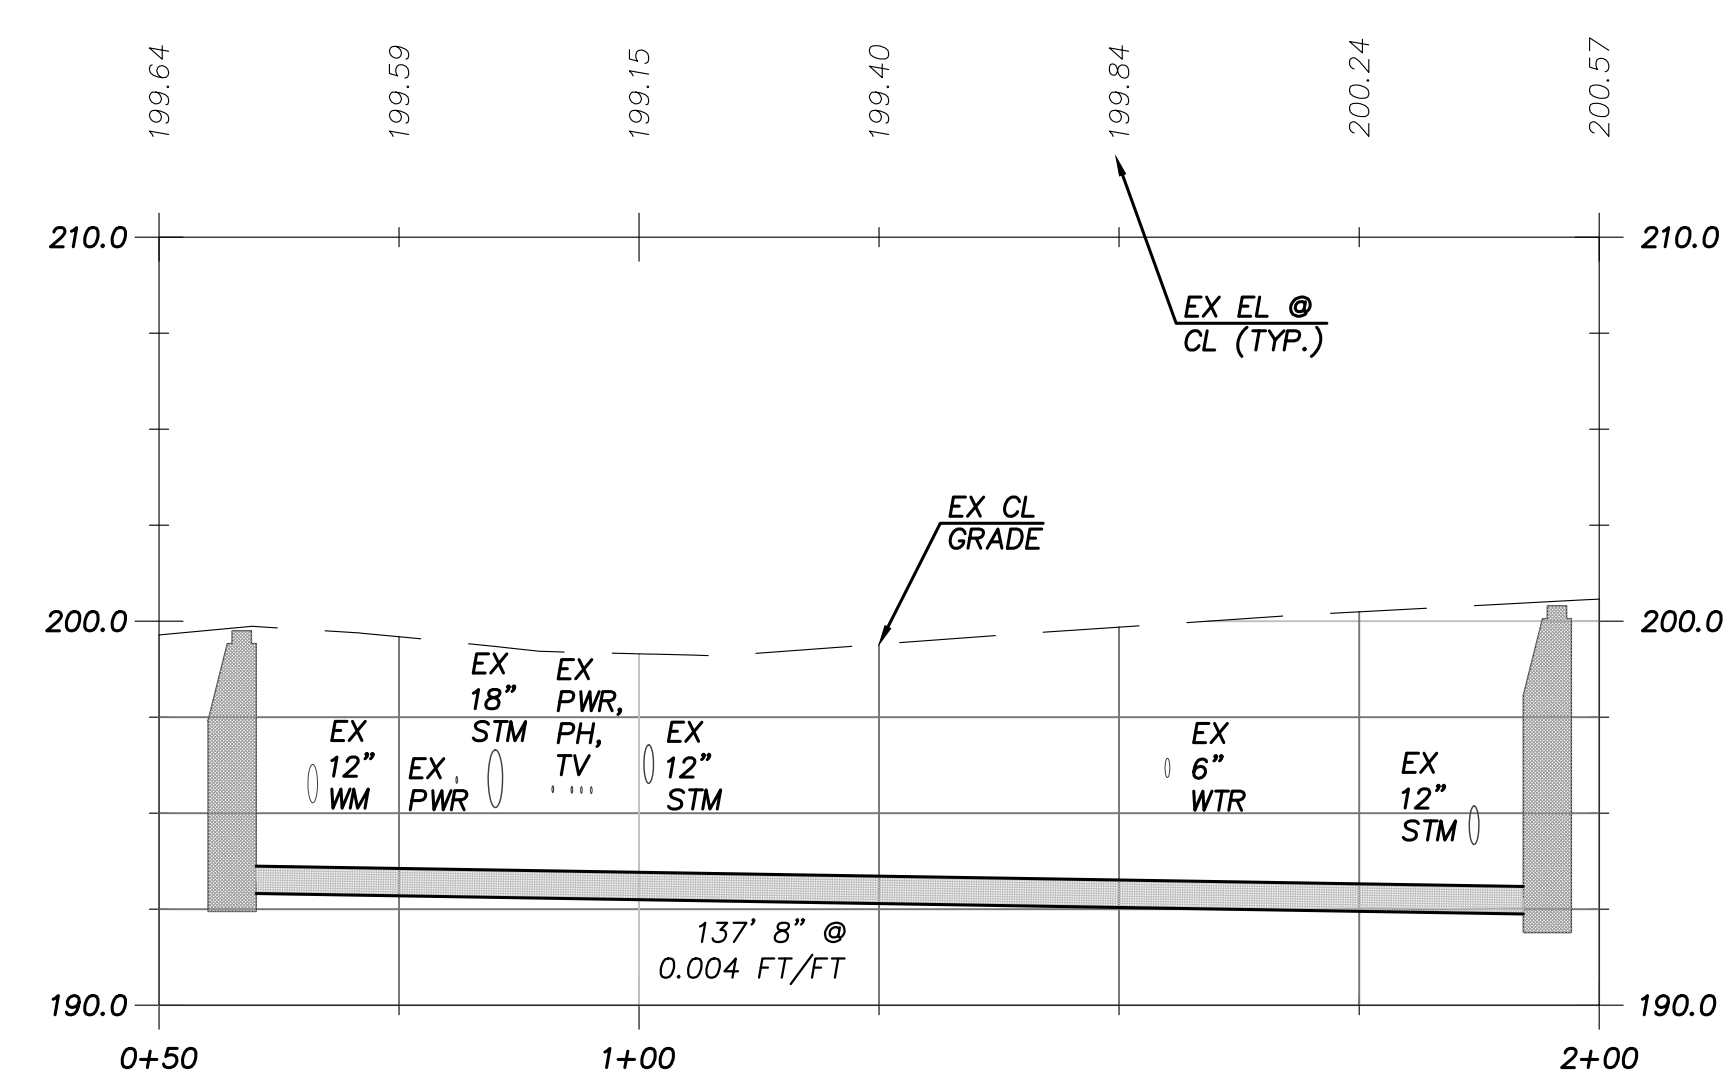 199.64
199.59
199.15
199.40
199.84
200.24
200.57
210.0
210.0
EX EL @
CL (TYP.)
EX CL
GRADE
200.0
200.0
EX
12”
WM
EX
PWR
EX
18”
STM
EX
PWR,
PH,
TV
EX
12”
STM
EX
6”
WTR
EX
12”
STM
137’ 8” @
0.004 FT/FT
190.0
190.0
0+50
1+00
2+00